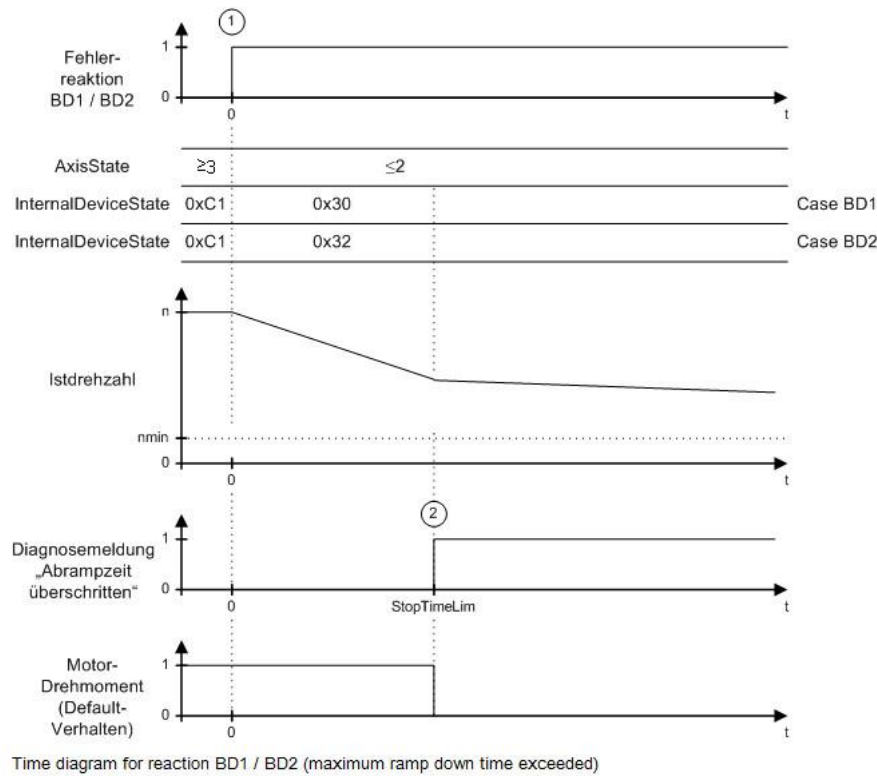 1
Fehler-
reaktion
BD1 / BD2
1
0
0
t
AxisState
≥3
≤2
InternalDeviceState 0xC1 0x30 Case BD1
InternalDeviceState 0xC1 0x32 Case BD2
n
Istdrehzahl
nmin
0
0
t
2
Diagnosemeldung
„Abrampzeit
überschritten“
1
0
0
StopTimeLim
t
Motor-
Drehmoment
(Default-
Verhalten)
1
0
0
t
Time diagram for reaction BD1 / BD2 (maximum ramp down time exceeded)